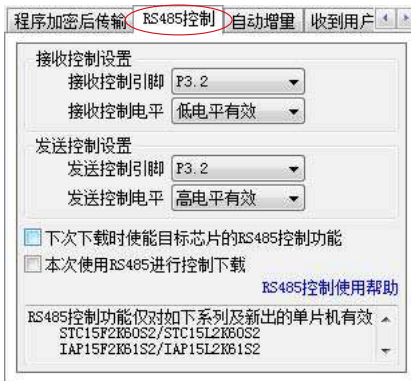 程序加密后传输 RS485控制 自动增量 收到用户
接收控制设置
接收控制引脚 P3.2
接收控制电平 低电平有效
发送控制设置
发送控制引脚 P3.2
发送控制电平 高电平有效
下次下载时使能目标芯片的RS485控制功能
本次使用RS485进行控制下载
RS485控制使用帮助
RS485控制功能仅对如下系列及新出的单片机有效
STC15F2K60S2/STC15L2K60S2
IAP15F2K61S2/IAP15L2K61S2